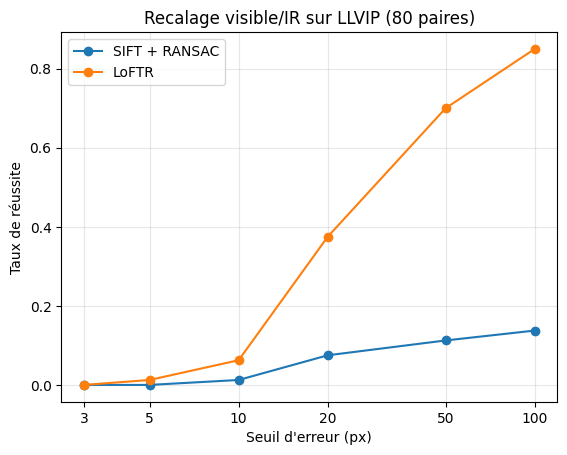 Recalage visible/IR sur LLVIP (80 paires)
SIFT + RANSAC
LoFTR
Taux de réussite
0.8
0.6
0.4
0.2
0.0
3 5 10 20 50 100
Seuil d'erreur (px)